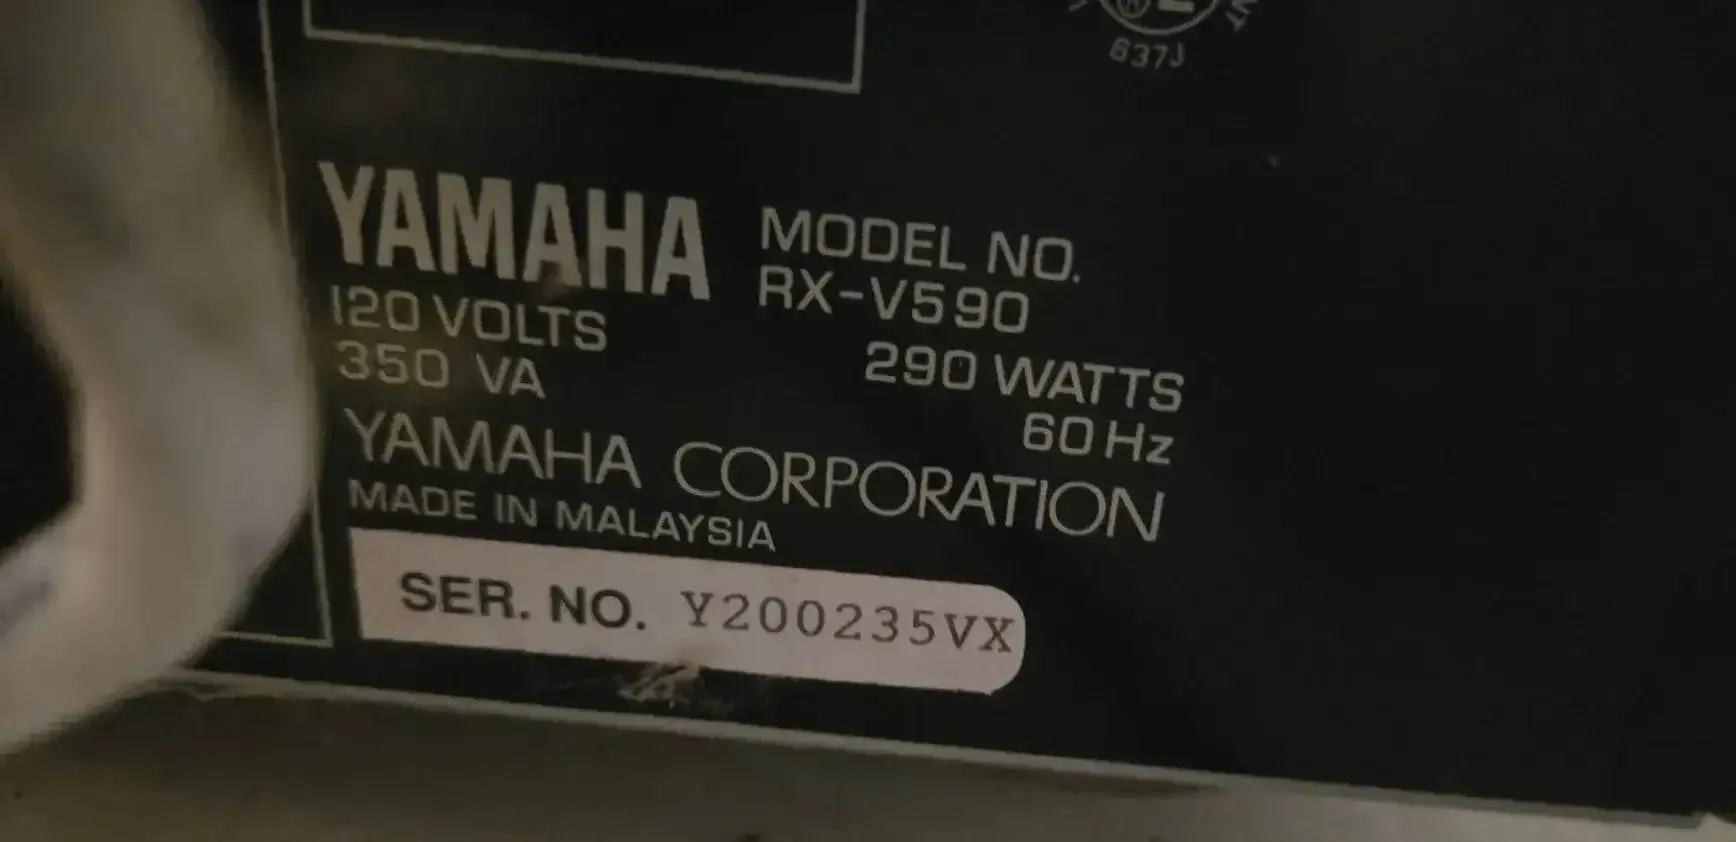 637J
YAMAHA
MODEL NO.
RX-V590
120 VOLTS
290 WATTS
350 VA
60 Hz
YAMAHA CORPORATION
MADE IN MALAYSIA
SER. NO. Y200235VX